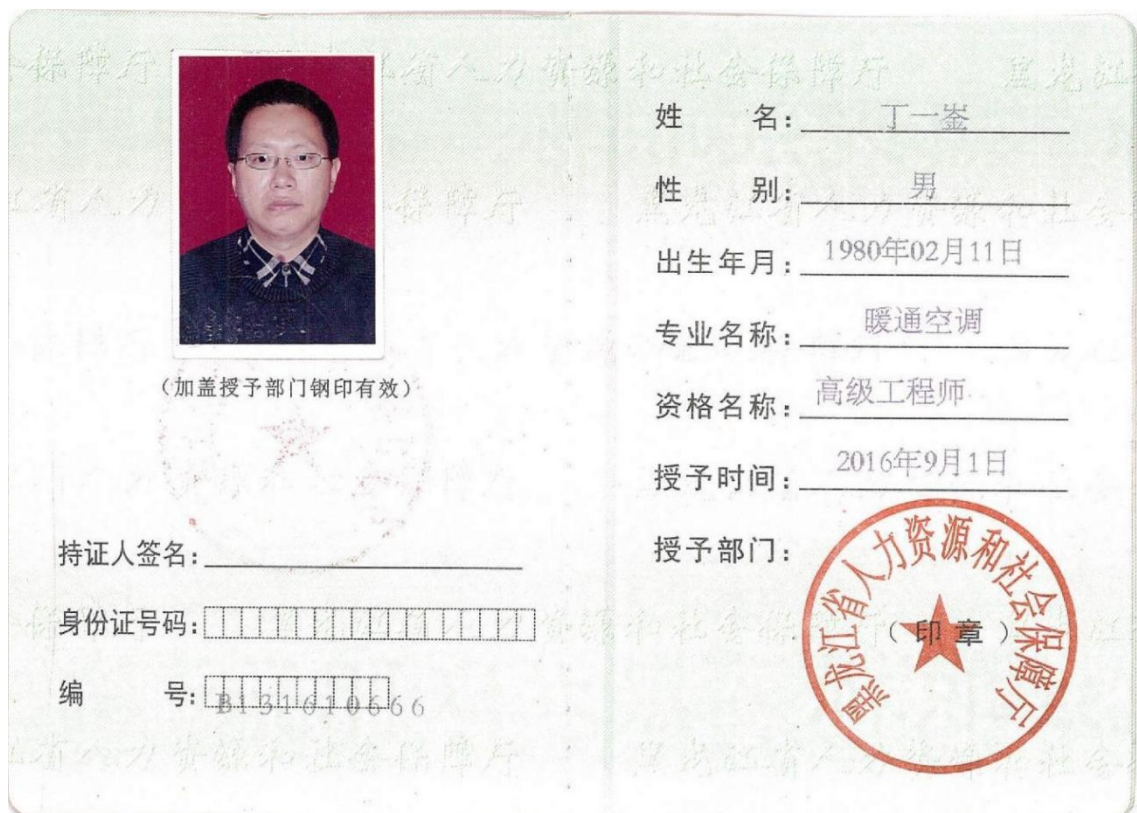 (加盖授予部门钢印有效)
持证人签名:
身份证号码:
编 号: B131610666
姓 名: 丁一崟
性 别: 男
出生年月: 1980年02月11日
专业名称: 暖通空调
资格名称: 高级工程师
授予时间: 2016年9月1日
授予部门:
黑龙江省人力资源和社会保障厅
(印章)